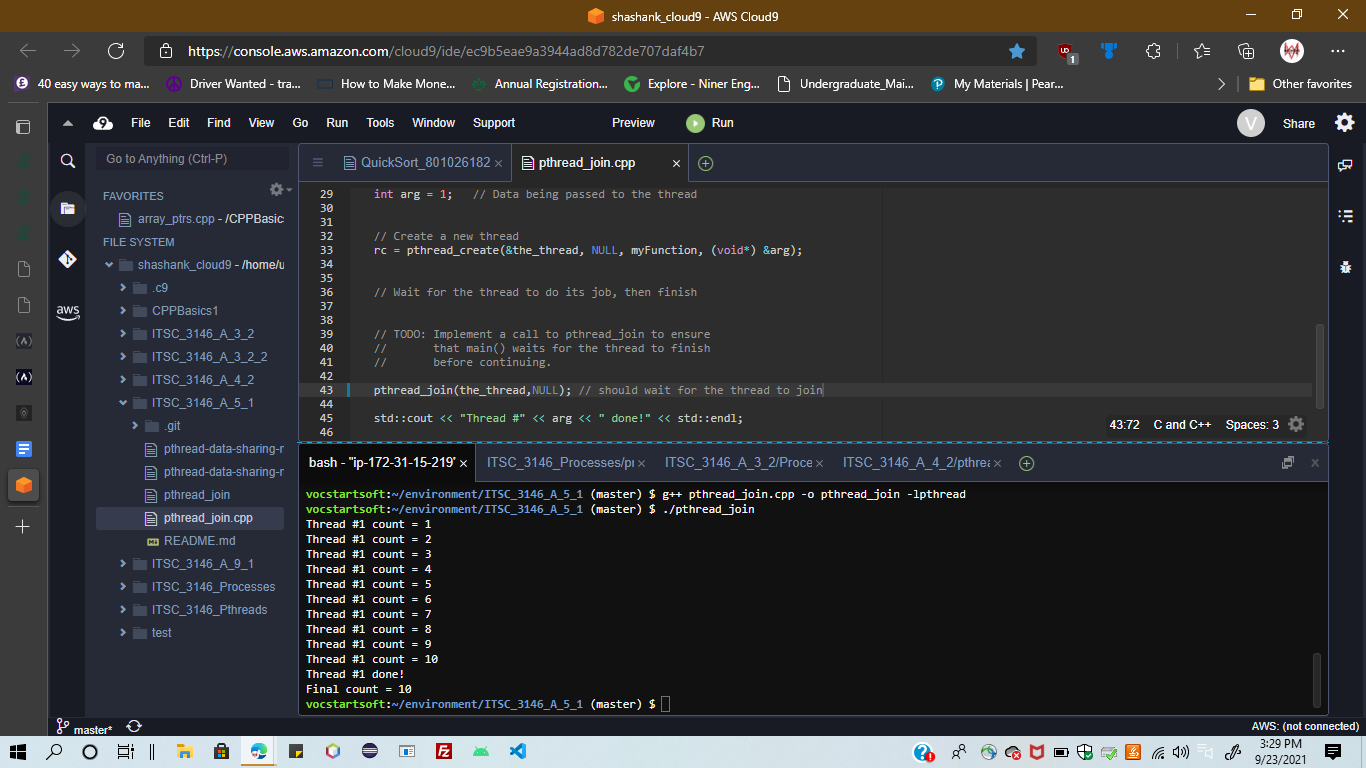 shashank_cloud9 - AWS Cloud9
https://console.aws.amazon.com/cloud9/ide/ec9b5eae9a3944ad8d782de707daf4b7
1
40 easy ways to ma...
Driver Wanted - tra...
How to Make Mone...
Annual Registration...
Explore - Niner Eng...
Undergraduate_Mai...
My Materials | Pear...
Other favorites
9 File Edit Find View Go Run Tools Window Support Preview Run V Share
Go to Anything (Ctrl-P)
QuickSort_801026182
pthread_join.cpp
FAVORITES
array_ptrs.cpp - /CPPBasic
FILE SYSTEM
shashank_cloud9 - /home/u
.c9
CPPBasics1
ITSC_3146_A_3_2
ITSC_3146_A_3_2_2
ITSC_3146_A_4_2
ITSC_3146_A_5_1
.git
pthread-data-sharing-r
pthread-data-sharing-r
pthread_join
pthread_join.cpp
README.md
ITSC_3146_A_9_1
ITSC_3146_Processes
ITSC_3146_Pthreads
test
aws
29 int arg = 1; // Data being passed to the thread
30
31
32 // Create a new thread
33 rc = pthread_create(&the_thread, NULL, myFunction, (void*) &arg);
34
35
36 // Wait for the thread to do its job, then finish
37
38
39 // TODO: Implement a call to pthread_join to ensure
40 // that main() waits for the thread to finish
41 // before continuing.
42
43 pthread_join(the_thread,NULL); // should wait for the thread to join
44
45 std::cout << "Thread #" << arg << " done!" << std::endl;
46
43:72 C and C++ Spaces: 3
bash - "ip-172-31-15-219"
ITSC_3146_Processes/pr
ITSC_3146_A_3_2/Proce
ITSC_3146_A_4_2/pthrea
vocstartsoft:~/environment/ITSC_3146_A_5_1 (master) $ g++ pthread_join.cpp -o pthread_join -lpthread
vocstartsoft:~/environment/ITSC_3146_A_5_1 (master) $ ./pthread_join
Thread #1 count = 1
Thread #1 count = 2
Thread #1 count = 3
Thread #1 count = 4
Thread #1 count = 5
Thread #1 count = 6
Thread #1 count = 7
Thread #1 count = 8
Thread #1 count = 9
Thread #1 count = 10
Thread #1 done!
Final count = 10
vocstartsoft:~/environment/ITSC_3146_A_5_1 (master) $
master*
AWS: (not connected)
3:29 PM
9/23/2021